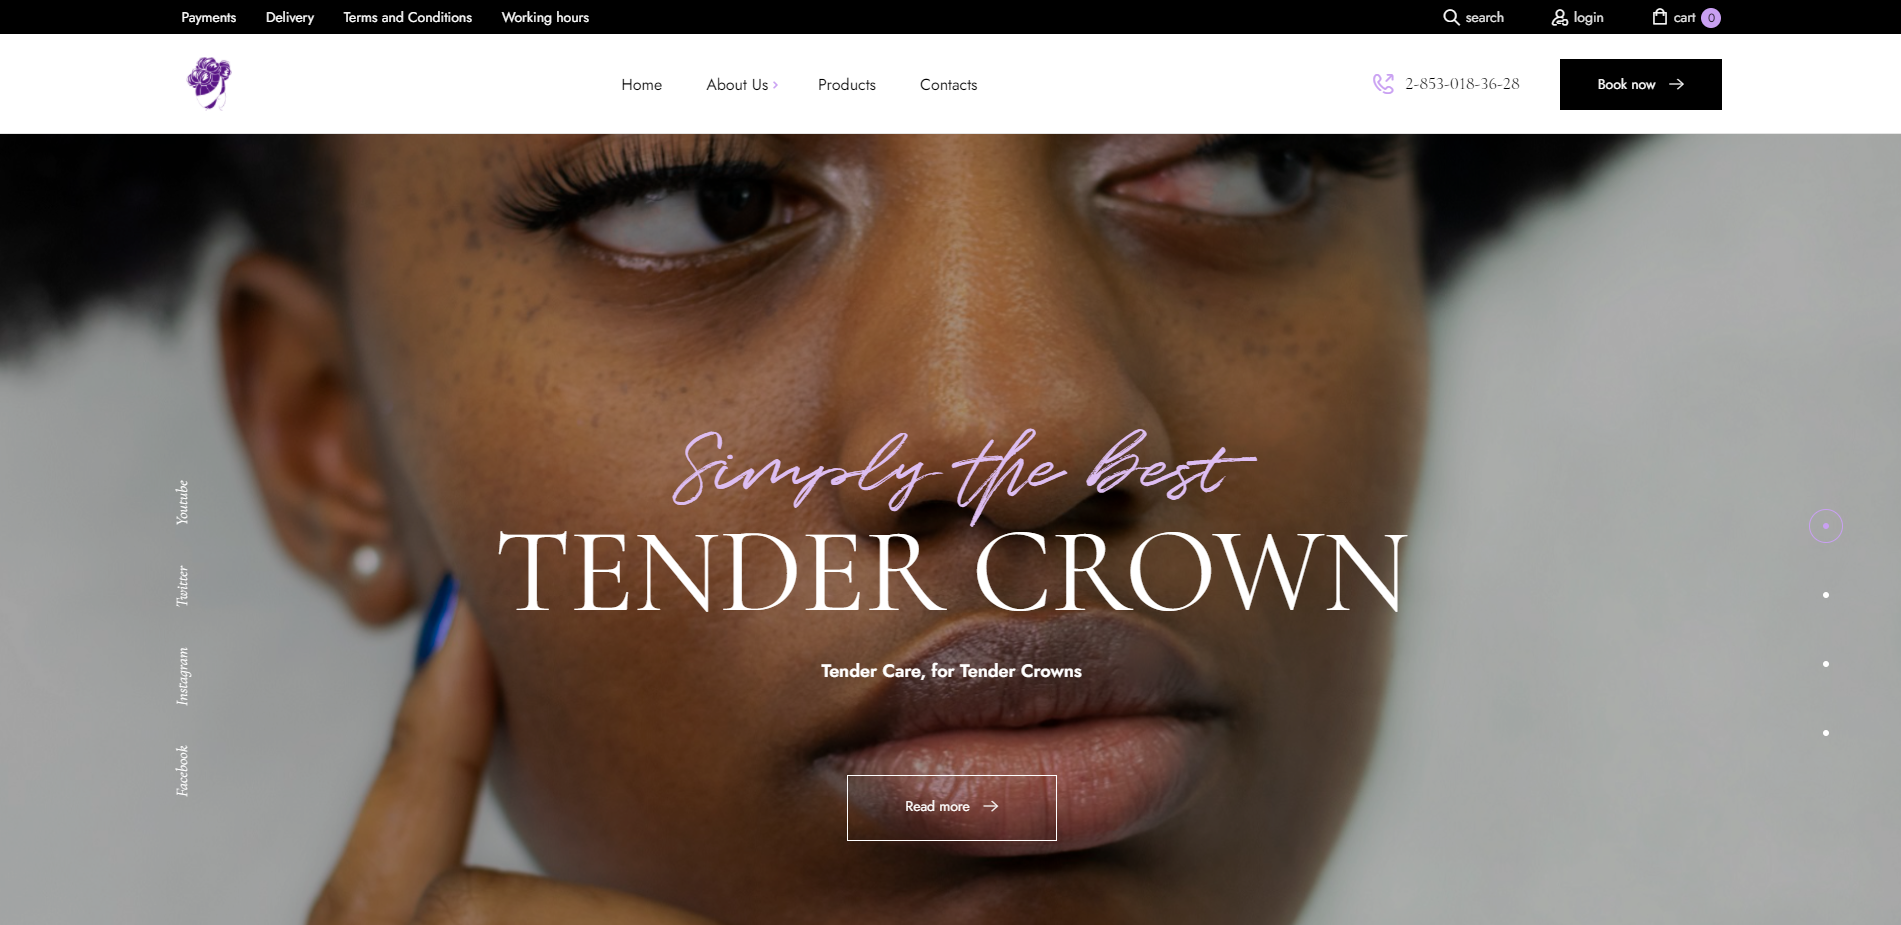 Payments Delivery Terms and Conditions Working hours search login cart 0
Home About Us Products Contacts 2-853-018-36-28 Book now
Simply the best
TENDER CROWN
Tender Care, for Tender Crowns
Read more
Youtube
Twitter
Instagram
Facebook